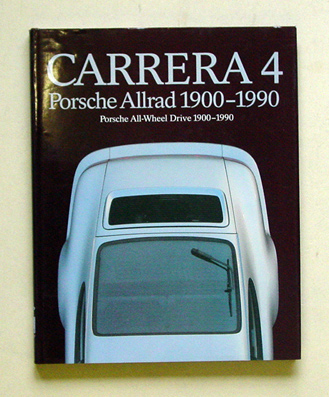 CARRERA 4
Porsche Allrad 1900–1990
Porsche All-Wheel Drive 1900–1990